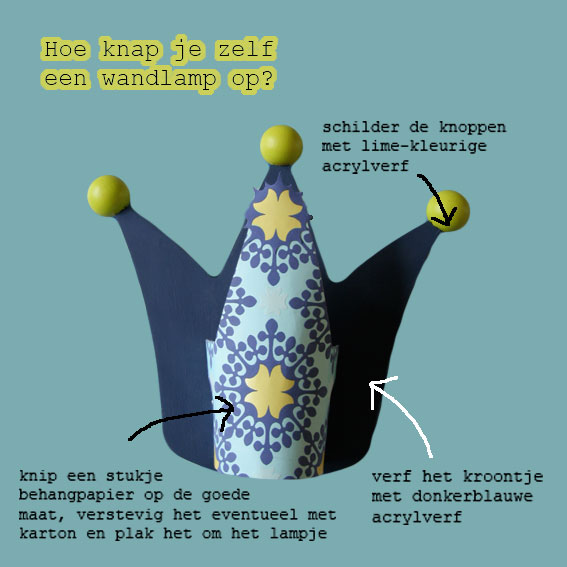 Hoe knap je zelf
een wandlamp op?
schilder de knoppen
met lime-kleurige
acrylverf
knip een stukje
behangpapier op de goede
maat, verstevig het eventueel met
karton en plak het om het lampje
verf het kroontje
met donkerblauwe
acrylverf